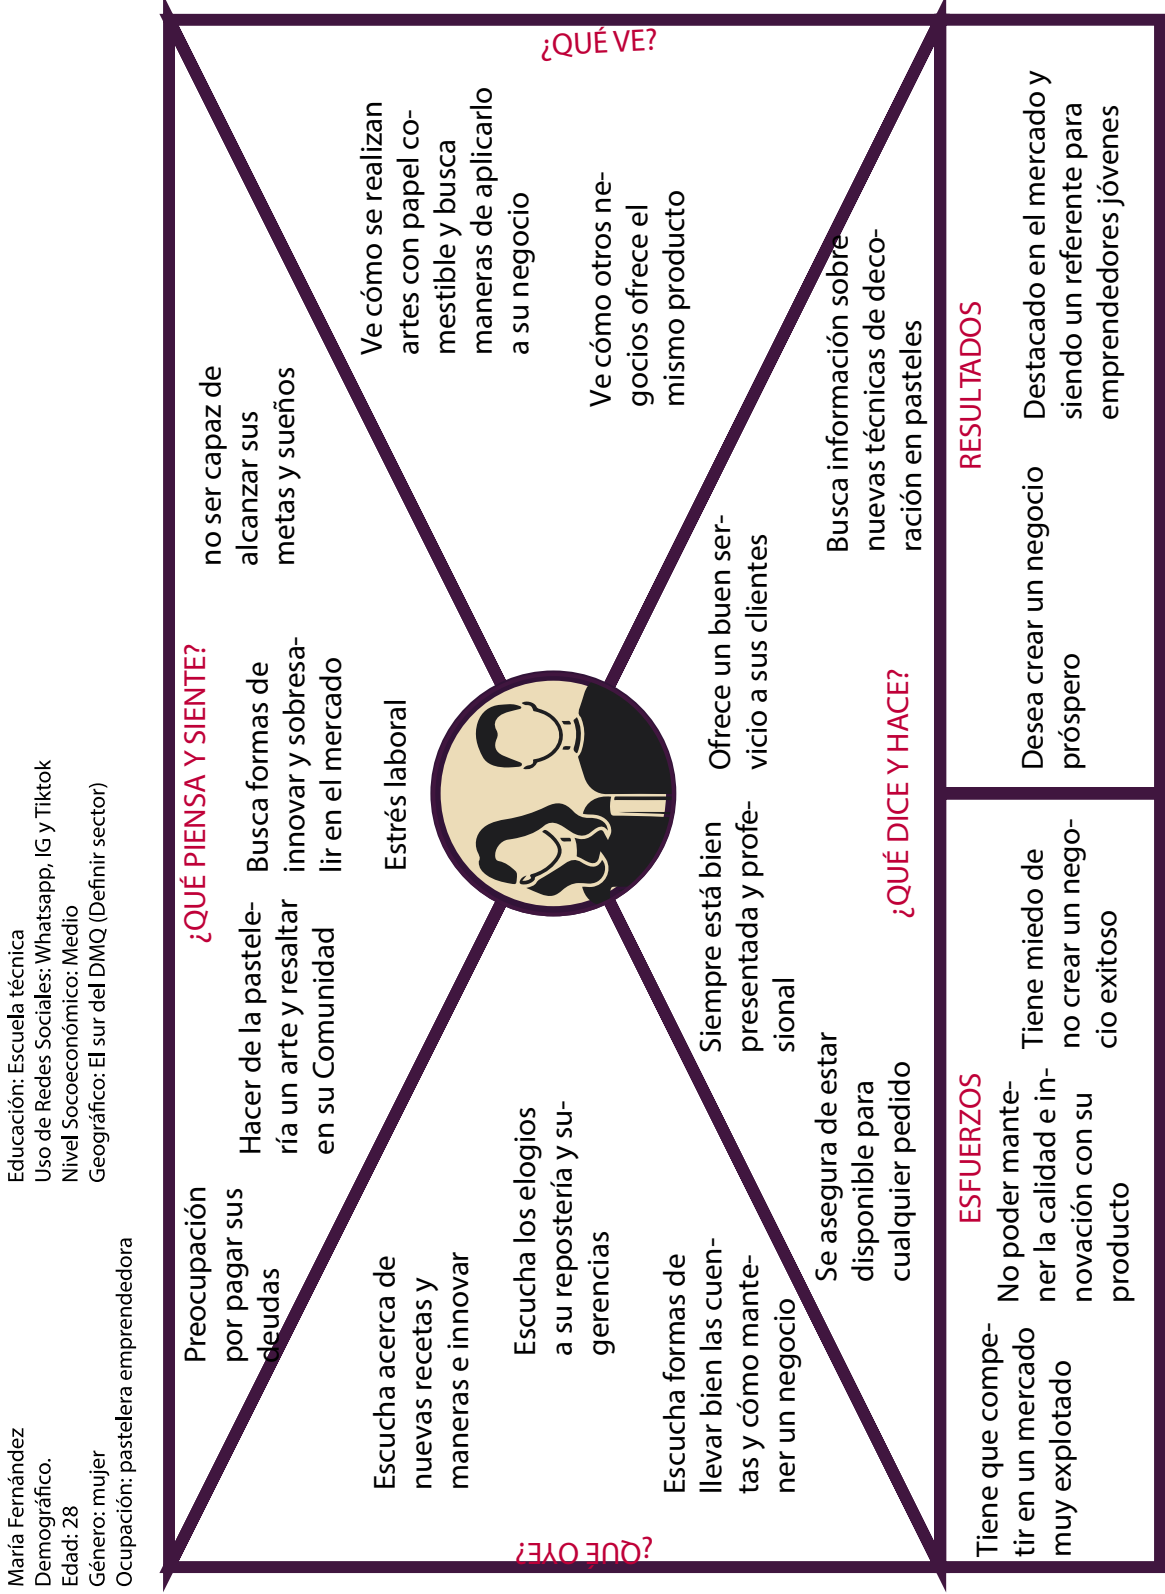 María Fernández
Demográfico.
Edad: 28
Género: mujer
Ocupación: pastelera emprendedora
Educación: Escuela técnica
Uso de Redes Sociales: Whatsapp, IG y Tiktok
Nivel Socoeconómico: Medio
Geográfico: El sur del DMQ (Definir sector)
¿QUÉ PIENSA Y SIENTE?
Preocupación
por pagar sus
deudas
Hacer de la pastele-
ría un arte y resaltar
en su Comunidad
Busca formas de
innovar y sobresa-
lir en el mercado
Estrés laboral
no ser capaz de
alcanzar sus
metas y sueños
¿QUÉ OYE?
Escucha acerca de
nuevas recetas y
maneras e innovar
Escucha los elogios
a su repostería y su-
gerencias
Escucha formas de
llevar bien las cuen-
tas y cómo mante-
ner un negocio
¿QUÉ VE?
Ve cómo se realizan
artes con papel co-
mestible y busca
maneras de aplicarlo
a su negocio
Ve cómo otros ne-
gocios ofrece el
mismo producto
Siempre está bien
presentada y profe-
sional
Ofrece un buen ser-
vicio a sus clientes
Se asegura de estar
disponible para
cualquier pedido
Busca información sobre
nuevas técnicas de deco-
ración en pasteles
¿QUÉ DICE Y HACE?
ESFUERZOS
Tiene que compe-
tir en un mercado
muy explotado
No poder mante-
ner la calidad e in-
novación con su
producto
Tiene miedo de
no crear un nego-
cio exitoso
RESULTADOS
Desea crear un negocio
próspero
Destacado en el mercado y
siendo un referente para
emprendedores jóvenes